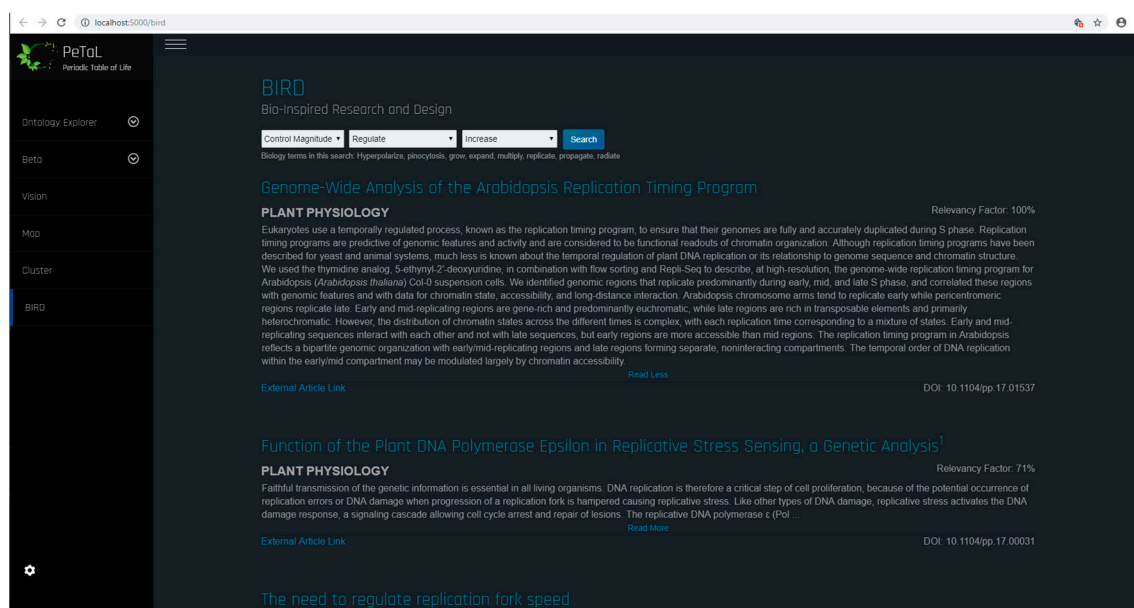 localhost:5000/bird
PeTaL
Periodic Table of Life
Ontology Explorer
Beta
Vision
Map
Cluster
BIRD
BIRD
Bio-Inspired Research and Design
Control Magnitude Regulate Increase Search
Biology terms in this search: Hyperpolarize, pinocytosis, grow, expand, multiply, replicate, propagate, radiate
Genome-Wide Analysis of the Arabidopsis Replication Timing Program
PLANT PHYSIOLOGY Relevancy Factor: 100%
Eukaryotes use a temporally regulated process, known as the replication timing program, to ensure that their genomes are fully and accurately duplicated during S phase. Replication
timing programs are predictive of genomic features and activity and are considered to be functional readouts of chromatin organization. Although replication timing programs have been
described for yeast and animal systems, much less is known about the temporal regulation of plant DNA replication or its relationship to genome sequence and chromatin structure.
We used the thymidine analog, 5-ethynyl-2'-deoxyuridine, in combination with flow sorting and Repli-Seq to describe, at high-resolution, the genome-wide replication timing program for
Arabidopsis (Arabidopsis thaliana) Col-0 suspension cells. We identified genomic regions that replicate predominantly during early, mid, and late S phase, and correlated these regions
with genomic features and with data for chromatin state, accessibility, and long-distance interaction. Arabidopsis chromosome arms tend to replicate early while pericentromeric
regions replicate late. Early and mid-replicating regions are gene-rich and predominantly euchromatic, while late regions are rich in transposable elements and primarily
heterochromatic. However, the distribution of chromatin states across the different times is complex, with each replication time corresponding to a mixture of states. Early and mid-
replicating sequences interact with each other and not with late sequences, but early regions are more accessible than mid regions. The replication timing program in Arabidopsis
reflects a bipartite genomic organization with early/mid-replicating regions and late regions forming separate, noninteracting compartments. The temporal order of DNA replication
within the early/mid compartment may be modulated largely by chromatin accessibility.
Read Less
External Article Link DOI: 10.1104/pp.17.01537
Function of the Plant DNA Polymerase Epsilon in Replicative Stress Sensing, a Genetic Analysis¹
PLANT PHYSIOLOGY Relevancy Factor: 71%
Faithful transmission of the genetic information is essential in all living organisms. DNA replication is therefore a critical step of cell proliferation, because of the potential occurrence of
replication errors or DNA damage when progression of a replication fork is hampered causing replicative stress. Like other types of DNA damage, replicative stress activates the DNA
damage response, a signaling cascade allowing cell cycle arrest and repair of lesions. The replicative DNA polymerase ε (Pol ...
Read More
External Article Link DOI: 10.1104/pp.17.00031
The need to regulate replication fork speed